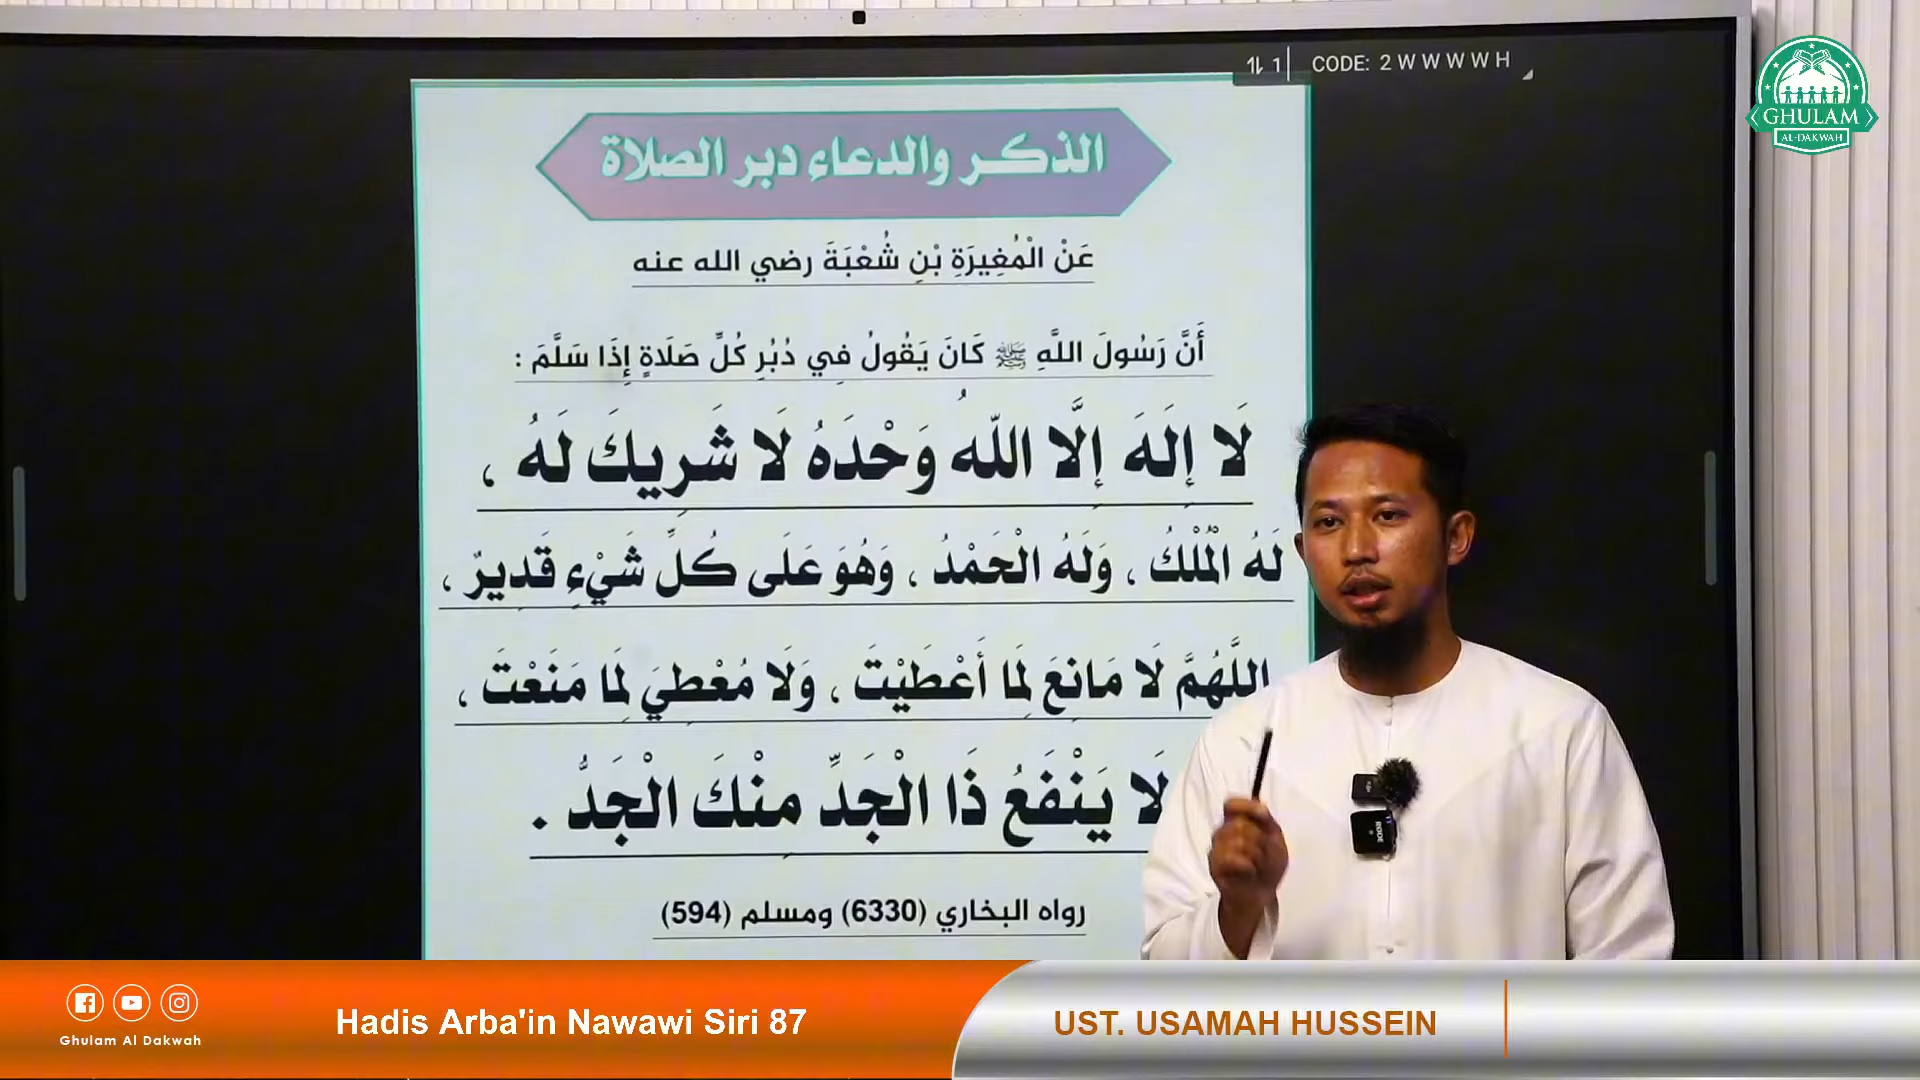 1 CODE: 2 W W W W H
GHULAM
AL-DAKWAH
الذكر والدعاء دبر الصلاة
عَنْ الْمُغِيرَةِ بْنِ شُعْبَةَ رضي الله عنه
أَنَّ رَسُولَ اللَّهِ ﷺ كَانَ يَقُولُ فِي دُبُرِ كُلِّ صَلَاةٍ إِذَا سَلَّمَ :
لَا إِلَهَ إِلَّا اللّٰهُ وَحْدَهُ لَا شَرِيكَ لَهُ ،
لَهُ الْمُلْكُ ، وَلَهُ الْحَمْدُ ، وَهُوَ عَلَى كُلِّ شَيْءٍ قَدِيرٌ ،
اللَّهُمَّ لَا مَانِعَ لِمَا أَعْطَيْتَ ، وَلَا مُعْطِيَ لِمَا مَنَعْتَ ،
لَا يَنْفَعُ ذَا الْجَدِّ مِنْكَ الْجَدُّ .
رواه البخاري (6330) ومسلم (594)
RODE
Ghulam Al Dakwah
Hadis Arba'in Nawawi Siri 87
UST. USAMAH HUSSEIN